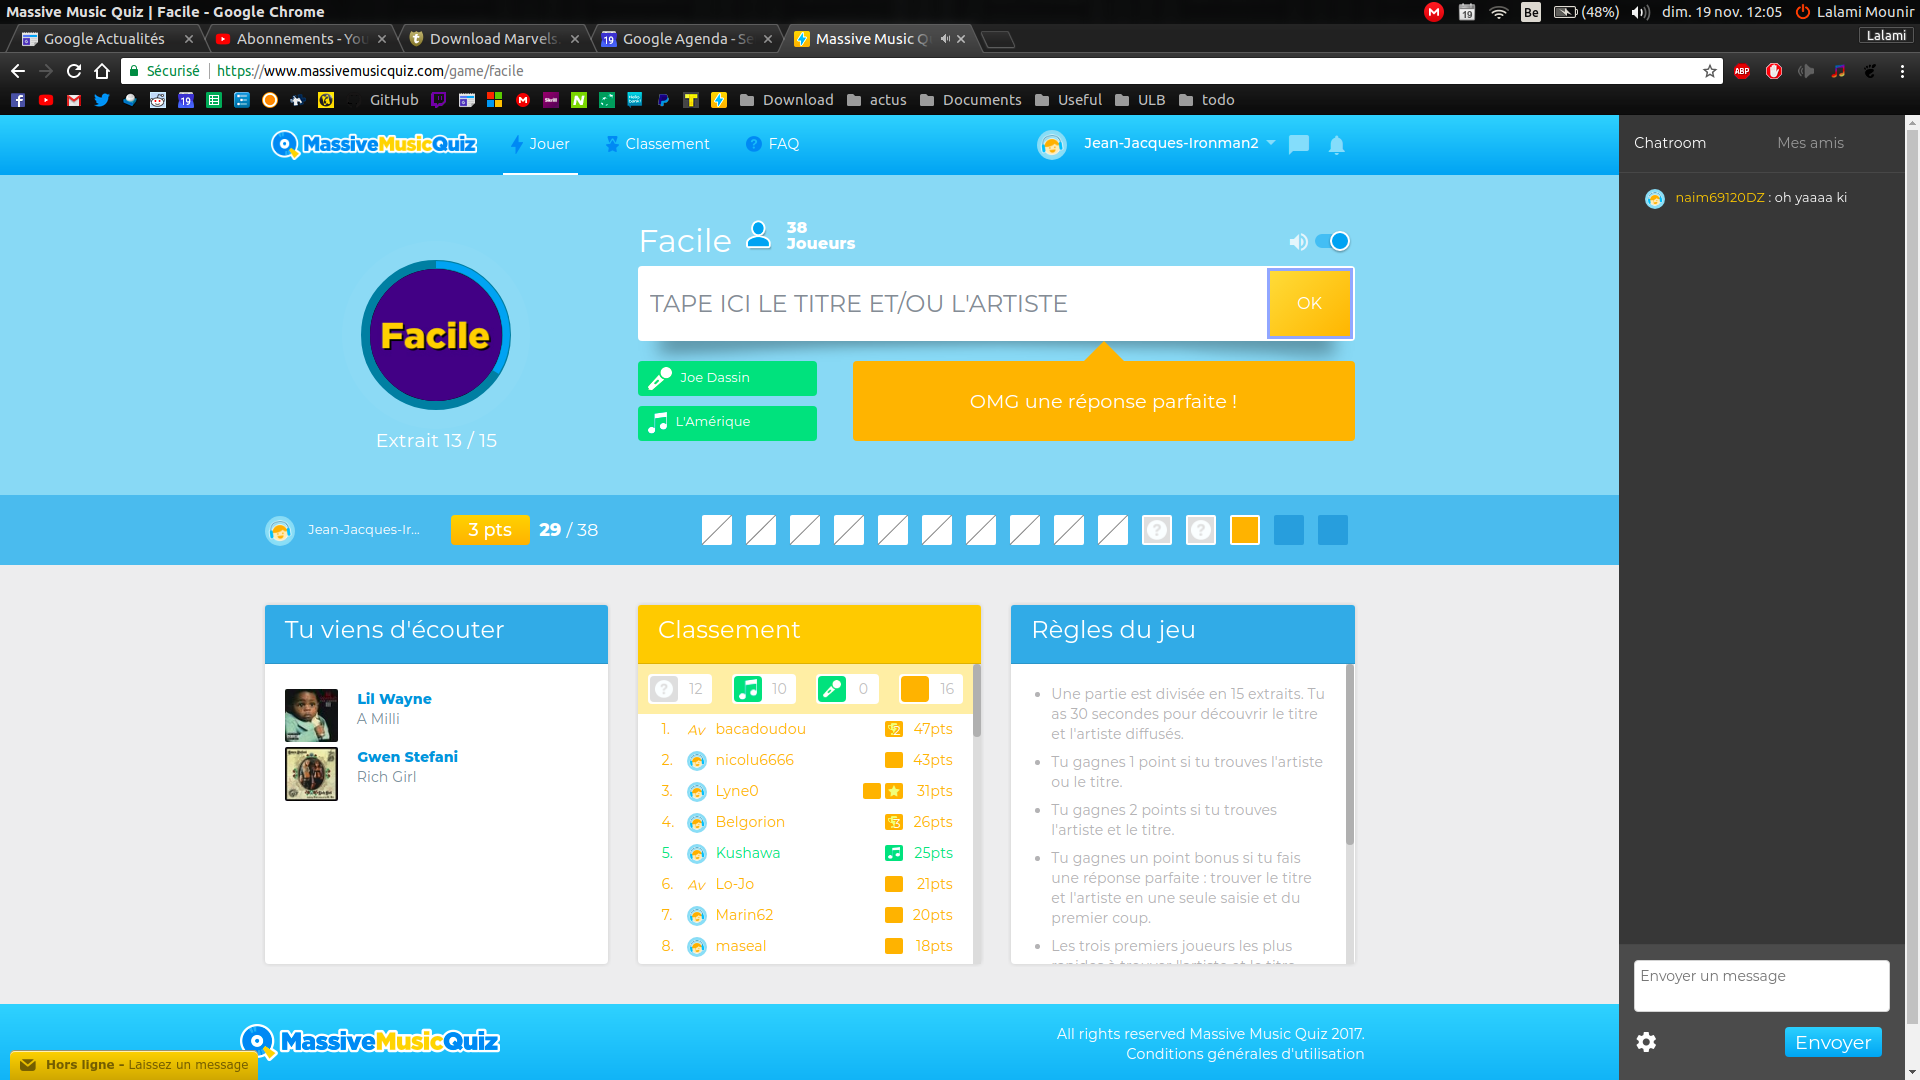 Massive Music Quiz | Facile - Google Chrome
19
Be
(48%)
dim. 19 nov. 12:05
Lalami Mounir
Google Actualités
Abonnements - You
Download Marvels
Google Agenda - Se
Massive Music Q
Lalami
Sécurisé
https://www.massivemusicquiz.com/game/facile
ABP
GitHub
Download
actus
Documents
Useful
ULB
todo
MassiveMusicQuiz
Jouer
Classement
FAQ
Jean-Jacques-Ironman2
Chatroom
Mes amis
naim69120DZ : oh yaaaa ki
Facile
38
Joueurs
Facile
TAPE ICI LE TITRE ET/OU L'ARTISTE
OK
Joe Dassin
L'Amérique
OMG une réponse parfaite !
Extrait 13 / 15
Jean-Jacques-Ir...
3 pts
29 / 38
Tu viens d'écouter
Lil Wayne
A Milli
Gwen Stefani
Rich Girl
Classement
12
10
0
16
1. Av bacadoudou 47pts
2. nicolu6666 43pts
3. Lyne0 31pts
4. Belgorion 26pts
5. Kushawa 25pts
6. Av Lo-Jo 21pts
7. Marin62 20pts
8. maseal 18pts
Règles du jeu
Une partie est divisée en 15 extraits. Tu
as 30 secondes pour découvrir le titre
et l'artiste diffusés.
Tu gagnes 1 point si tu trouves l'artiste
ou le titre.
Tu gagnes 2 points si tu trouves
l'artiste et le titre.
Tu gagnes un point bonus si tu fais
une réponse parfaite : trouver le titre
et l'artiste en une seule saisie et du
premier coup.
Les trois premiers joueurs les plus
rapides à trouver l'artiste et le titre
Envoyer un message
Envoyer
MassiveMusicQuiz
All rights reserved Massive Music Quiz 2017.
Conditions générales d'utilisation
Hors ligne - Laissez un message